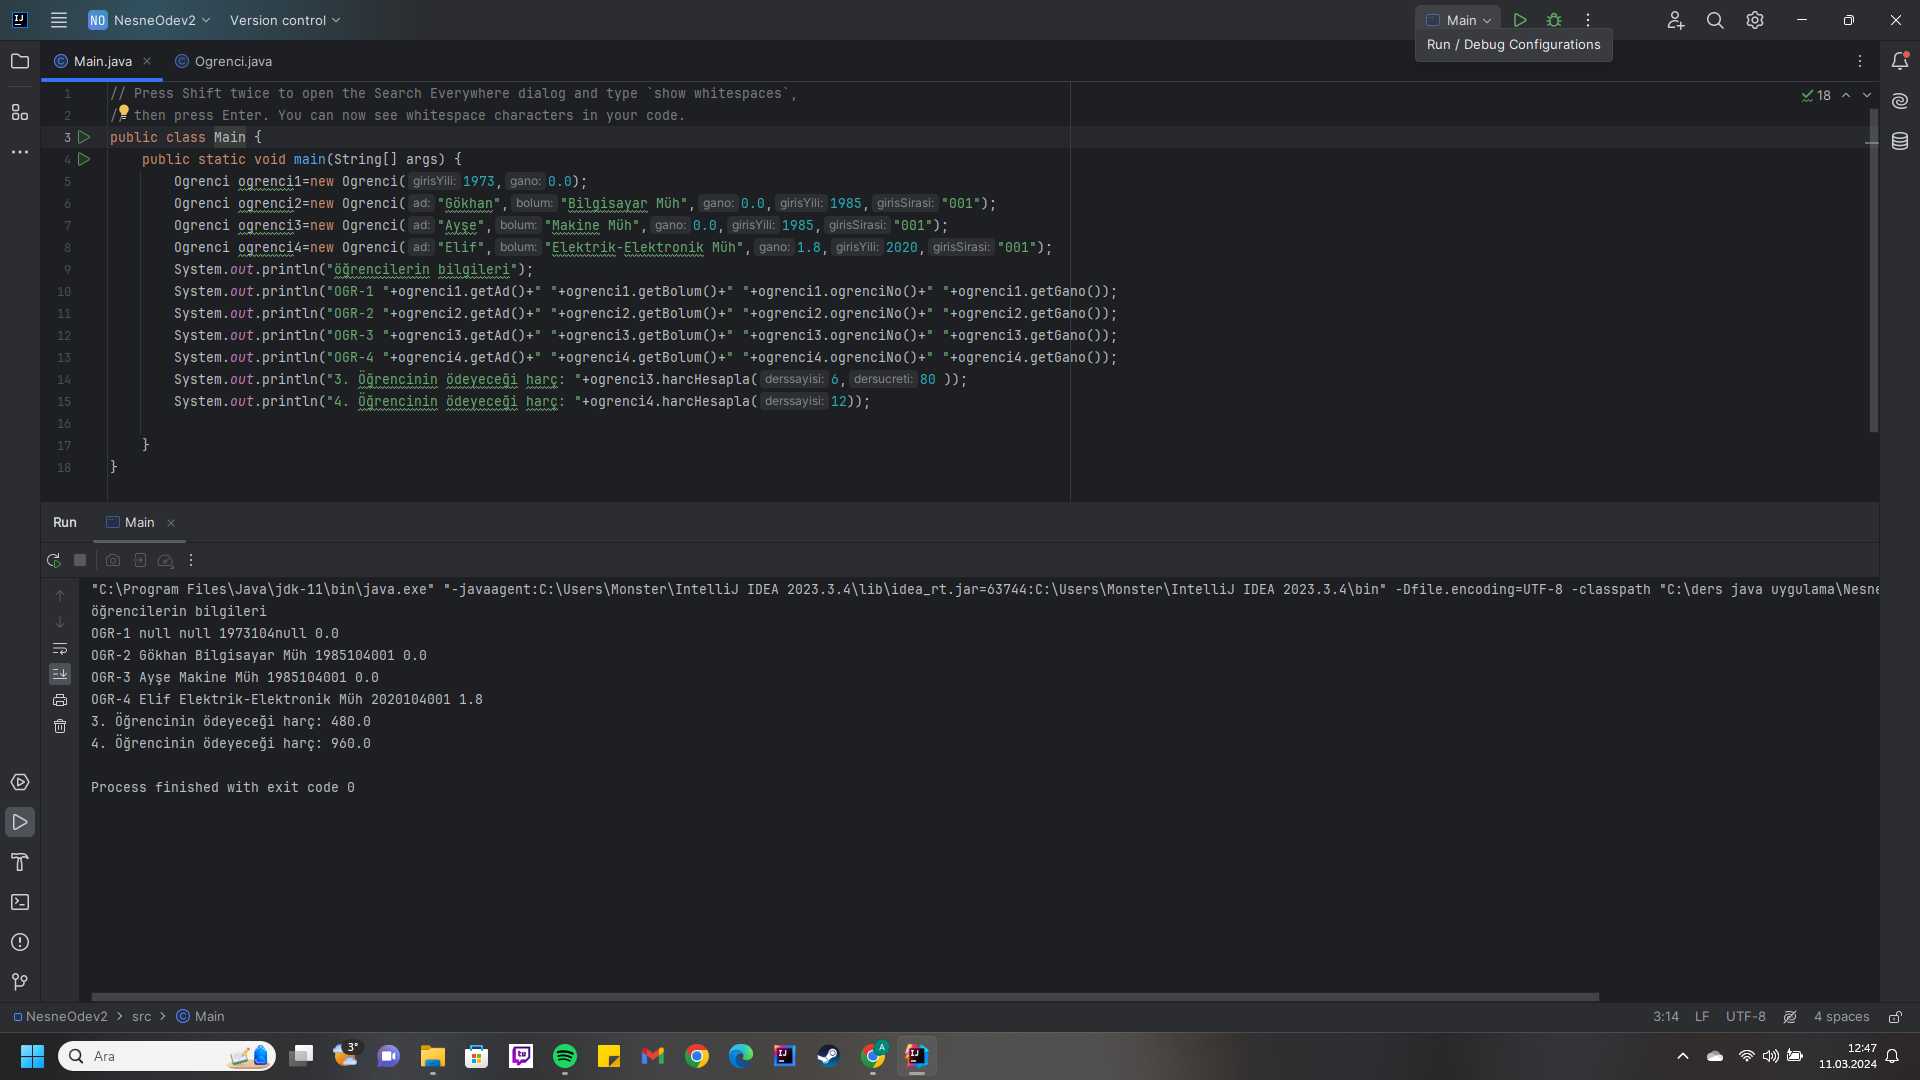 NO NesneOdev2 Version control Main
Run / Debug Configurations
Main.java Ogrenci.java
18
1 // Press Shift twice to open the Search Everywhere dialog and type `show whitespaces`,
2 // then press Enter. You can now see whitespace characters in your code.
3 public class Main {
4 public static void main(String[] args) {
5 Ogrenci ogrenci1=new Ogrenci( girisYili: 1973, gano: 0.0);
6 Ogrenci ogrenci2=new Ogrenci( ad: "Gökhan", bolum: "Bilgisayar Müh", gano: 0.0, girisYili: 1985, girisSirasi: "001");
7 Ogrenci ogrenci3=new Ogrenci( ad: "Ayşe", bolum: "Makine Müh", gano: 0.0, girisYili: 1985, girisSirasi: "001");
8 Ogrenci ogrenci4=new Ogrenci( ad: "Elif", bolum: "Elektrik-Elektronik Müh", gano: 1.8, girisYili: 2020, girisSirasi: "001");
9 System.out.println("öğrencilerin bilgileri");
10 System.out.println("OGR-1 "+ogrenci1.getAd()+" "+ogrenci1.getBolum()+" "+ogrenci1.ogrenciNo()+" "+ogrenci1.getGano());
11 System.out.println("OGR-2 "+ogrenci2.getAd()+" "+ogrenci2.getBolum()+" "+ogrenci2.ogrenciNo()+" "+ogrenci2.getGano());
12 System.out.println("OGR-3 "+ogrenci3.getAd()+" "+ogrenci3.getBolum()+" "+ogrenci3.ogrenciNo()+" "+ogrenci3.getGano());
13 System.out.println("OGR-4 "+ogrenci4.getAd()+" "+ogrenci4.getBolum()+" "+ogrenci4.ogrenciNo()+" "+ogrenci4.getGano());
14 System.out.println("3. Öğrencinin ödeyeceği harç: "+ogrenci3.harcHesapla( derssayisi: 6, dersucreti: 80 ));
15 System.out.println("4. Öğrencinin ödeyeceği harç: "+ogrenci4.harcHesapla( derssayisi: 12));
16
17 }
18 }
Run Main
"C:\Program Files\Java\jdk-11\bin\java.exe" "-javaagent:C:\Users\Monster\IntelliJ IDEA 2023.3.4\lib\idea_rt.jar=63744:C:\Users\Monster\IntelliJ IDEA 2023.3.4\bin" -Dfile.encoding=UTF-8 -classpath "C:\ders java uygulama\Nesne
öğrencilerin bilgileri
OGR-1 null null 1973104null 0.0
OGR-2 Gökhan Bilgisayar Müh 1985104001 0.0
OGR-3 Ayşe Makine Müh 1985104001 0.0
OGR-4 Elif Elektrik-Elektronik Müh 2020104001 1.8
3. Öğrencinin ödeyeceği harç: 480.0
4. Öğrencinin ödeyeceği harç: 960.0
Process finished with exit code 0
NesneOdev2 > src > Main 3:14 LF UTF-8 4 spaces
Ara 3° 12:47
11.03.2024